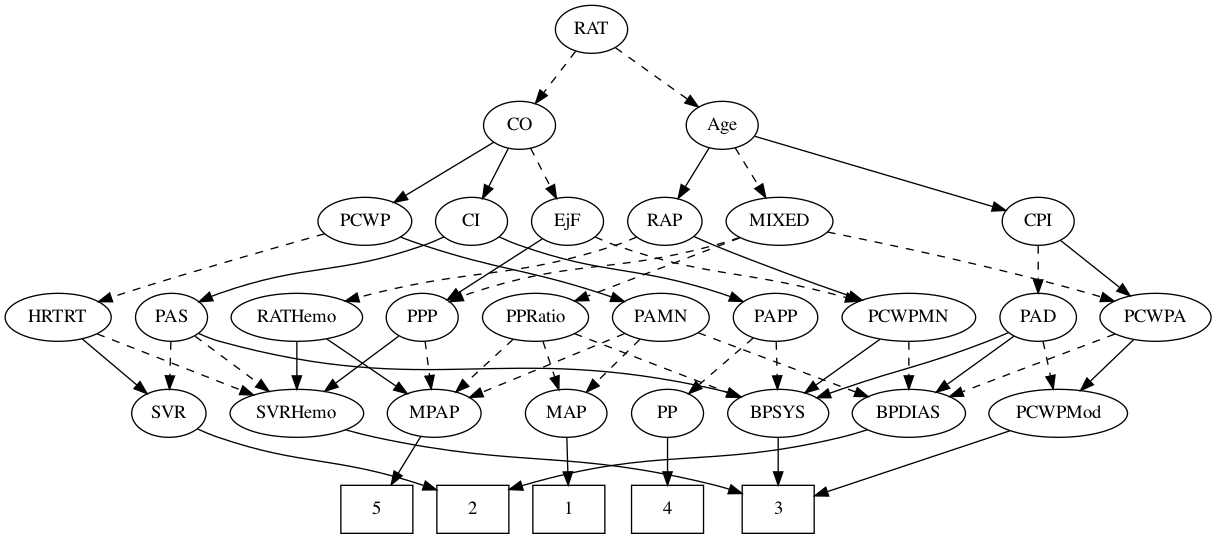 RAT
CO
Age
PCWP
CI
EjF
RAP
MIXED
CPI
HRTRT
PAS
RATHemo
PPP
PPRatio
PAMN
PAPP
PCWPMN
PAD
PCWPA
SVR
SVRHemo
MPAP
MAP
PP
BPSYS
BPDIAS
PCWPMod
5
2
1
4
3